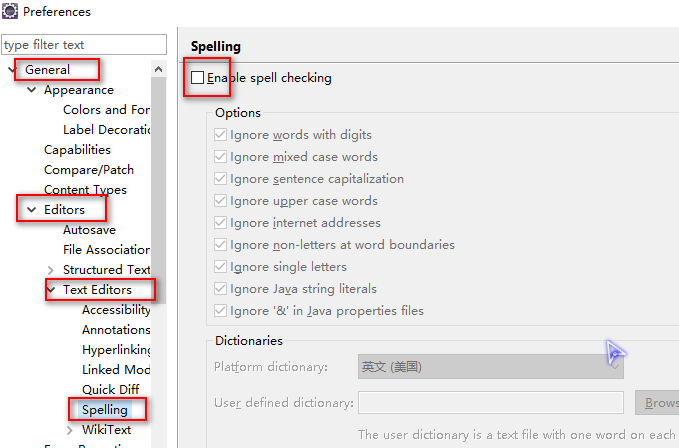 Preferences
type filter text
General
Appearance
Colors and Fon
Label Decoratio
Capabilities
Compare/Patch
Content Types
Editors
Autosave
File Association
Structured Text
Text Editors
Accessibility
Annotations
Hyperlinking
Linked Mod
Quick Diff
Spelling
WikiText
Spelling
Enable spell checking
Options
Ignore words with digits
Ignore mixed case words
Ignore sentence capitalization
Ignore upper case words
Ignore internet addresses
Ignore non-letters at word boundaries
Ignore single letters
Ignore Java string literals
Ignore '&' in Java properties files
Dictionaries
Platform dictionary:
英文 (美国)
User defined dictionary:
Brows
The user dictionary is a text file with one word on each